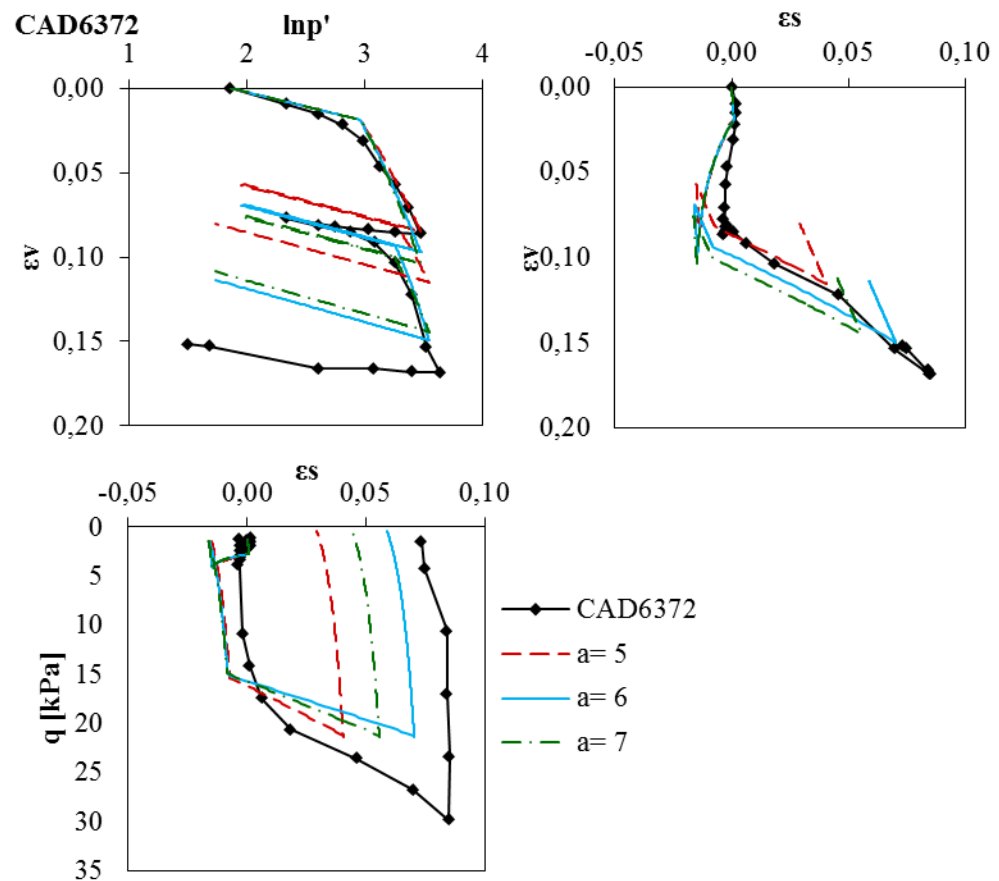 CAD6372 lnp' εs
1 2 3 4 -0,05 0,00 0,05 0,10
0,00 0,00
0,05 0,05
εv 0,10 εv 0,10
0,15 0,15
0,20 0,20
εs
-0,05 0,00 0,05 0,10
0
5
10
15
q [kPa] 20
25
30
35
CAD6372
a= 5
a= 6
a= 7